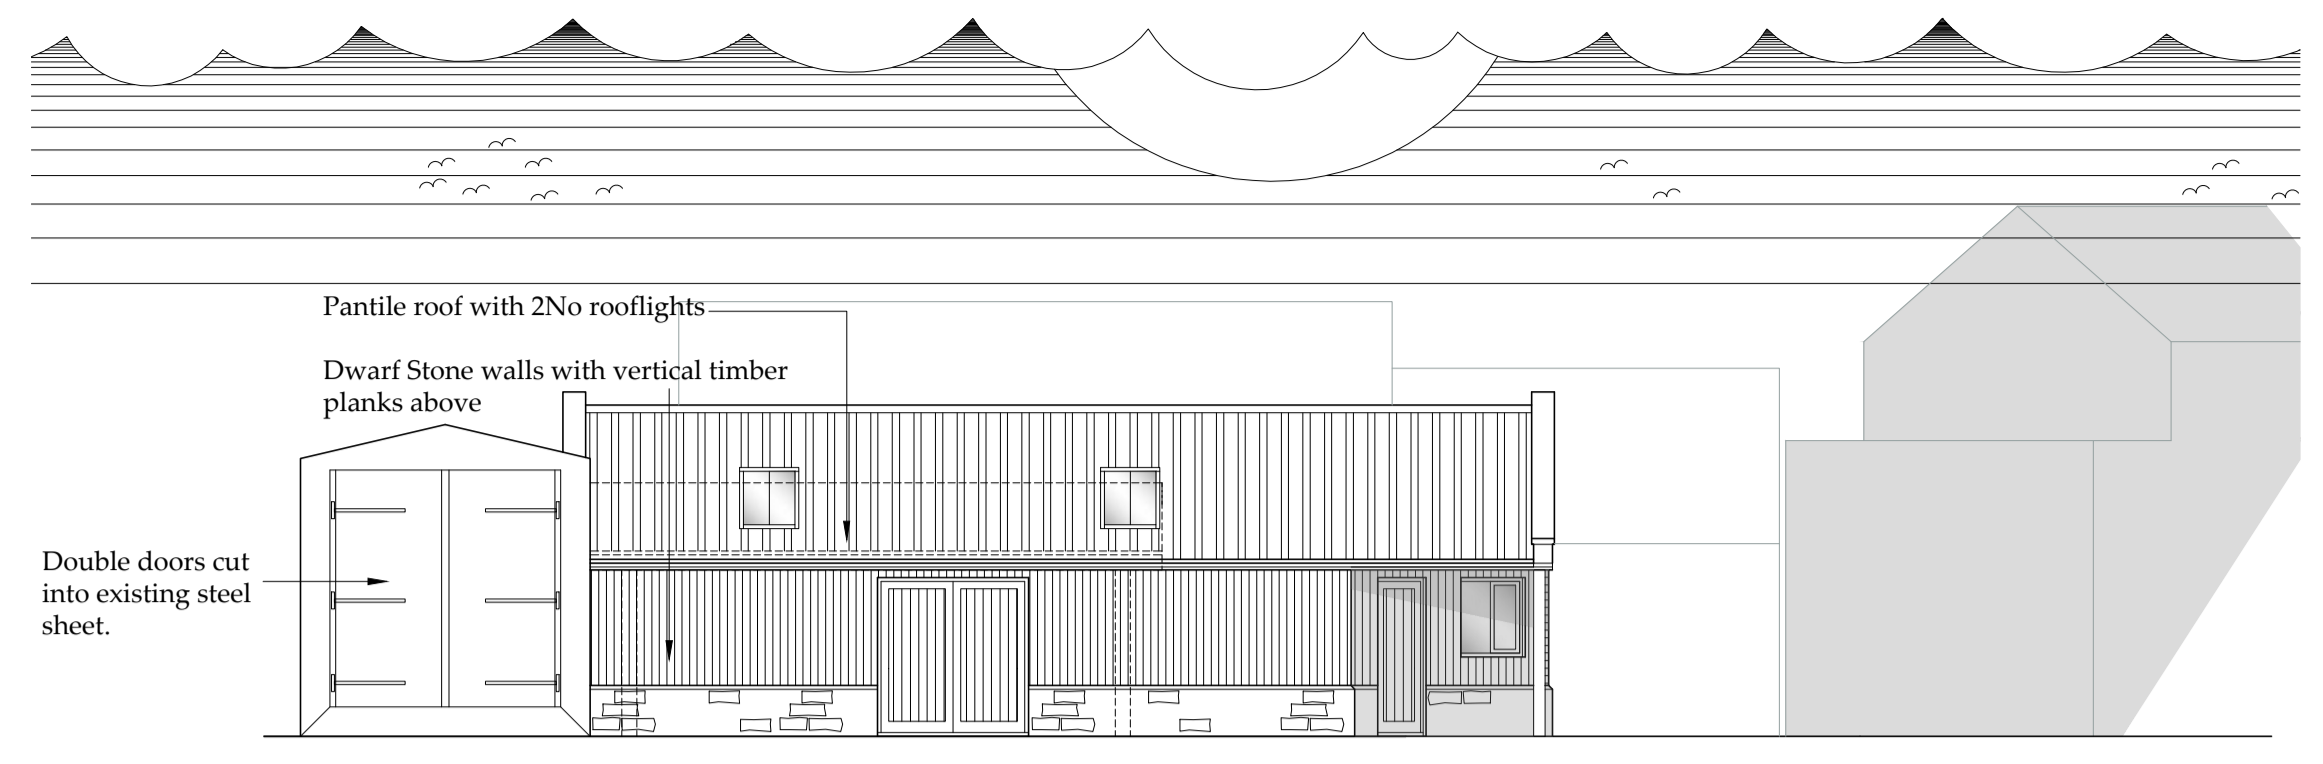 Pantile roof with 2No rooflights
Dwarf Stone walls with vertical timber
planks above
Double doors cut
into existing steel
sheet.